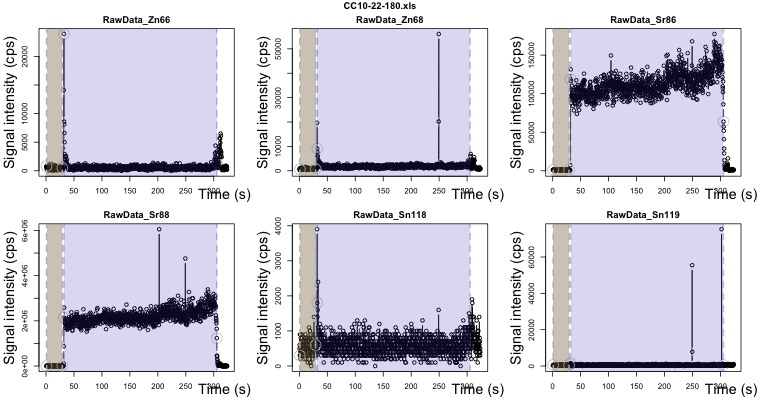 CC10-22-180.xls
RawData_Zn66
RawData_Zn68
RawData_Sr86
Signal intensity (cps)
0 5000 10000 20000
0 50 100 150 200 250 300
Time (s)
Signal intensity (cps)
0 10000 30000 50000
0 50 100 150 200 250 300
Time (s)
Signal intensity (cps)
0 50000 100000 150000
0 50 100 150 200 250 300
Time (s)
RawData_Sr88
RawData_Sn118
RawData_Sn119
Signal intensity (cps)
0e+00 2e+06 4e+06 6e+06
0 50 100 150 200 250 300
Time (s)
Signal intensity (cps)
0 1000 2000 3000 4000
0 50 100 150 200 250 300
Time (s)
Signal intensity (cps)
0 20000 40000 60000
0 50 100 150 200 250 300
Time (s)